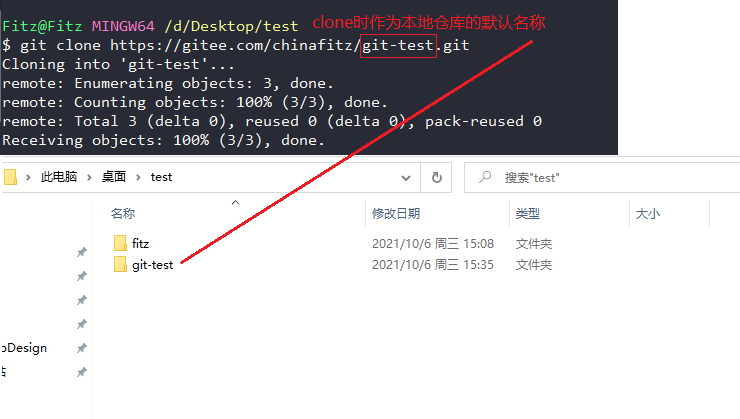 Fitz@Fitz MINGW64 /d/Desktop/test clone时作为本地仓库的默认名称
$ git clone https://gitee.com/chinafitz/git-test.git
Cloning into 'git-test'...
remote: Enumerating objects: 3, done.
remote: Counting objects: 100% (3/3), done.
remote: Total 3 (delta 0), reused 0 (delta 0), pack-reused 0
Receiving objects: 100% (3/3), done.
此电脑 > 桌面 > test 搜索"test"
名称 修改日期 类型 大小
fitz 2021/10/6 周三 15:08 文件夹
git-test 2021/10/6 周三 15:35 文件夹
oDesign